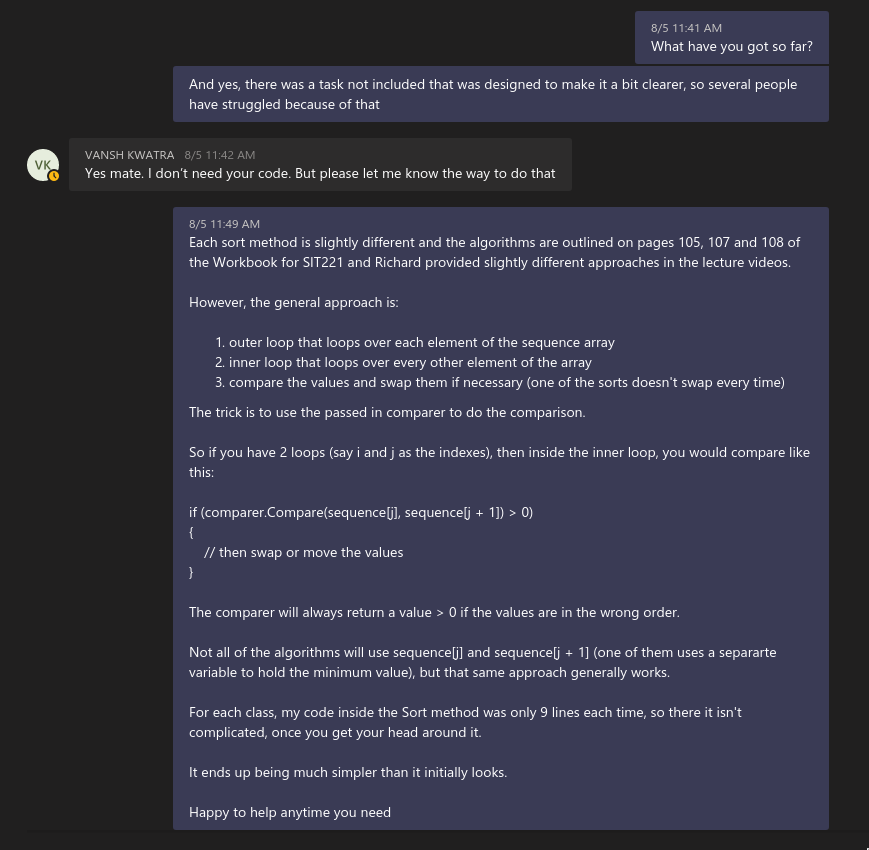 8/5 11:41 AM
What have you got so far?
And yes, there was a task not included that was designed to make it a bit clearer, so several people
have struggled because of that
VK
VANSH KWATRA 8/5 11:42 AM
Yes mate. I don't need your code. But please let me know the way to do that
8/5 11:49 AM
Each sort method is slightly different and the algorithms are outlined on pages 105, 107 and 108 of
the Workbook for SIT221 and Richard provided slightly different approaches in the lecture videos.
However, the general approach is:
1. outer loop that loops over each element of the sequence array
2. inner loop that loops over every other element of the array
3. compare the values and swap them if necessary (one of the sorts doesn't swap every time)
The trick is to use the passed in comparer to do the comparison.
So if you have 2 loops (say i and j as the indexes), then inside the inner loop, you would compare like
this:
if (comparer.Compare(sequence[j], sequence[j + 1]) > 0)
{
// then swap or move the values
}
The comparer will always return a value > 0 if the values are in the wrong order.
Not all of the algorithms will use sequence[j] and sequence[j + 1] (one of them uses a separarte
variable to hold the minimum value), but that same approach generally works.
For each class, my code inside the Sort method was only 9 lines each time, so there it isn't
complicated, once you get your head around it.
It ends up being much simpler than it initially looks.
Happy to help anytime you need